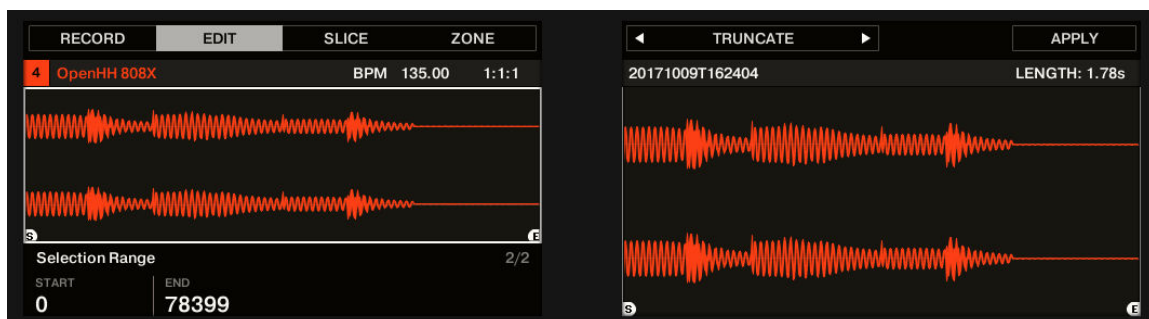 RECORD EDIT SLICE ZONE
4 OpenHH 808X BPM 135.00 1:1:1
S E
Selection Range 2/2
START END
0 78399
◀ TRUNCATE ▶ APPLY
20171009T162404 LENGTH: 1.78s
S E